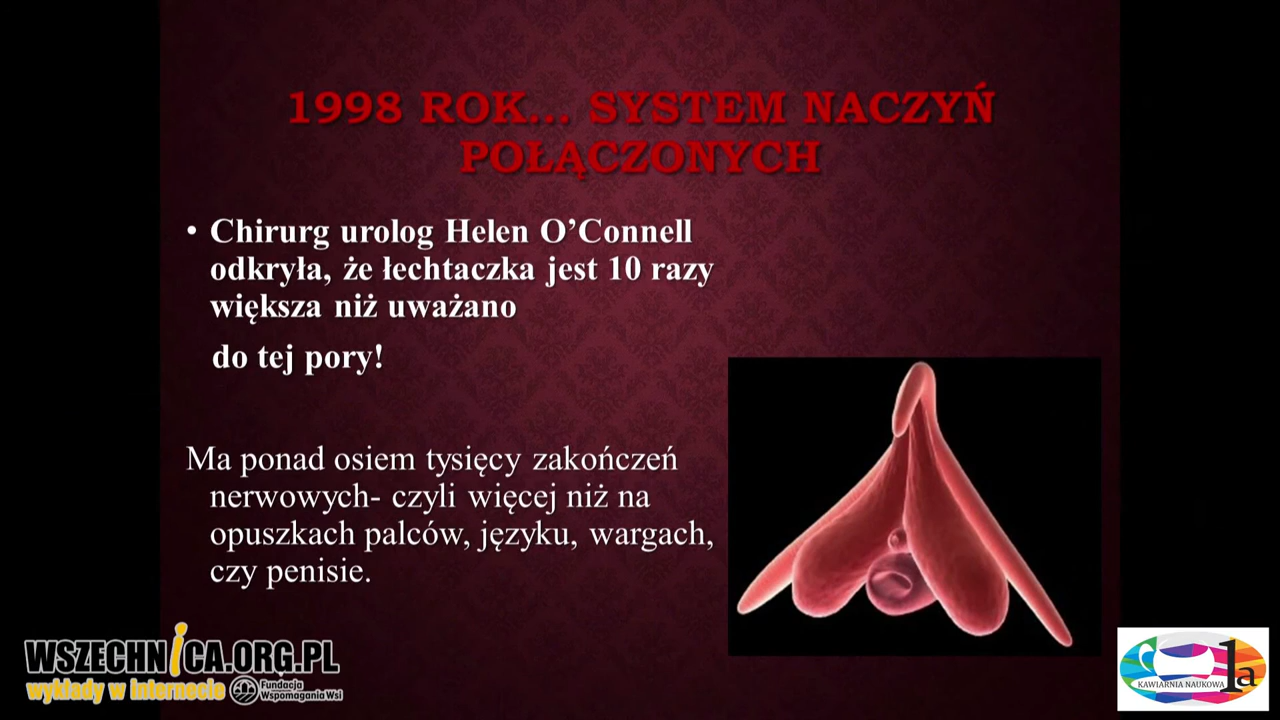 1998 ROK... SYSTEM NACZYŃ
POŁĄCZONYCH
• Chirurg urolog Helen O’Connell
odkryła, że łechtaczka jest 10 razy
większa niż uważano
do tej pory!
Ma ponad osiem tysięcy zakończeń
nerwowych- czyli więcej niż na
opuszkach palców, języku, wargach,
czy penisie.
WSZECHNICA.ORG.PL
wykłady w internecie
Fundacja
Wspomagania Wsi
KAWIARNIA NAUKOWA 1a